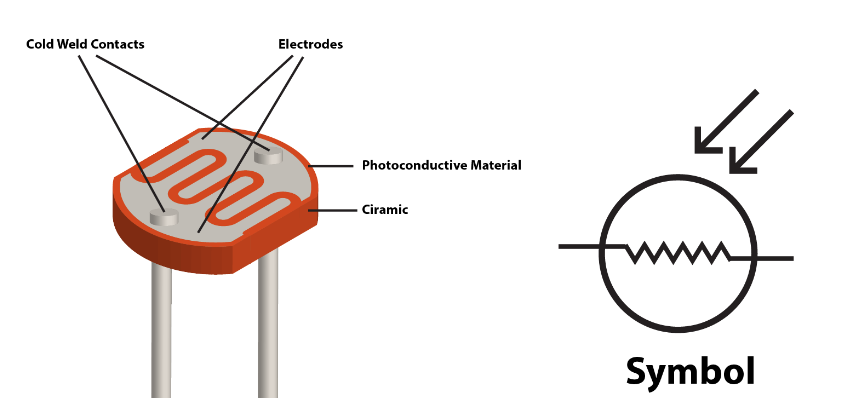 Cold Weld Contacts
Electrodes
Photoconductive Material
Ciramic
Symbol